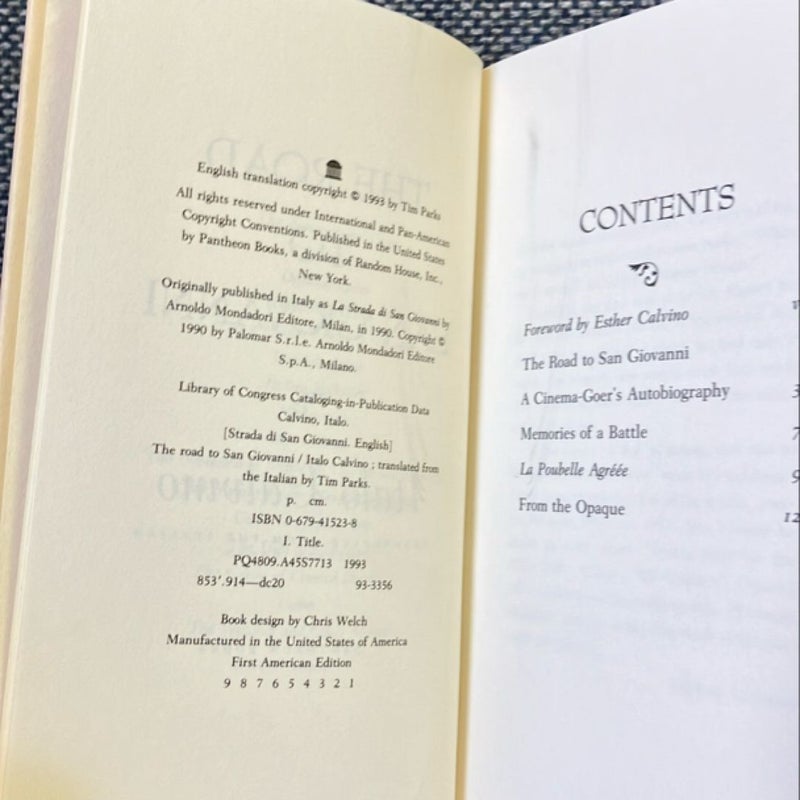 English translation copyright © 1993 by Tim Parks
All rights reserved under International and Pan-American
Copyright Conventions. Published in the United States
by Pantheon Books, a division of Random House, Inc.,
New York.
Originally published in Italy as La Strada di San Giovanni by
Arnoldo Mondadori Editore, Milan, in 1990. Copyright ©
1990 by Palomar S.r.l.e. Arnoldo Mondadori Editore
S.p.A., Milano.
Library of Congress Cataloging-in-Publication Data
Calvino, Italo.
[Strada di San Giovanni. English]
The road to San Giovanni / Italo Calvino ; translated from
the Italian by Tim Parks.
p. cm.
ISBN 0-679-41523-8
I. Title.
PQ4809.A45S7713 1993
853'.914—dc20 93-3356
Book design by Chris Welch
Manufactured in the United States of America
First American Edition
9 8 7 6 5 4 3 2 1
CONTENTS
Foreword by Esther Calvino
The Road to San Giovanni
A Cinema-Goer's Autobiography
Memories of a Battle
La Poubelle Agréée
From the Opaque